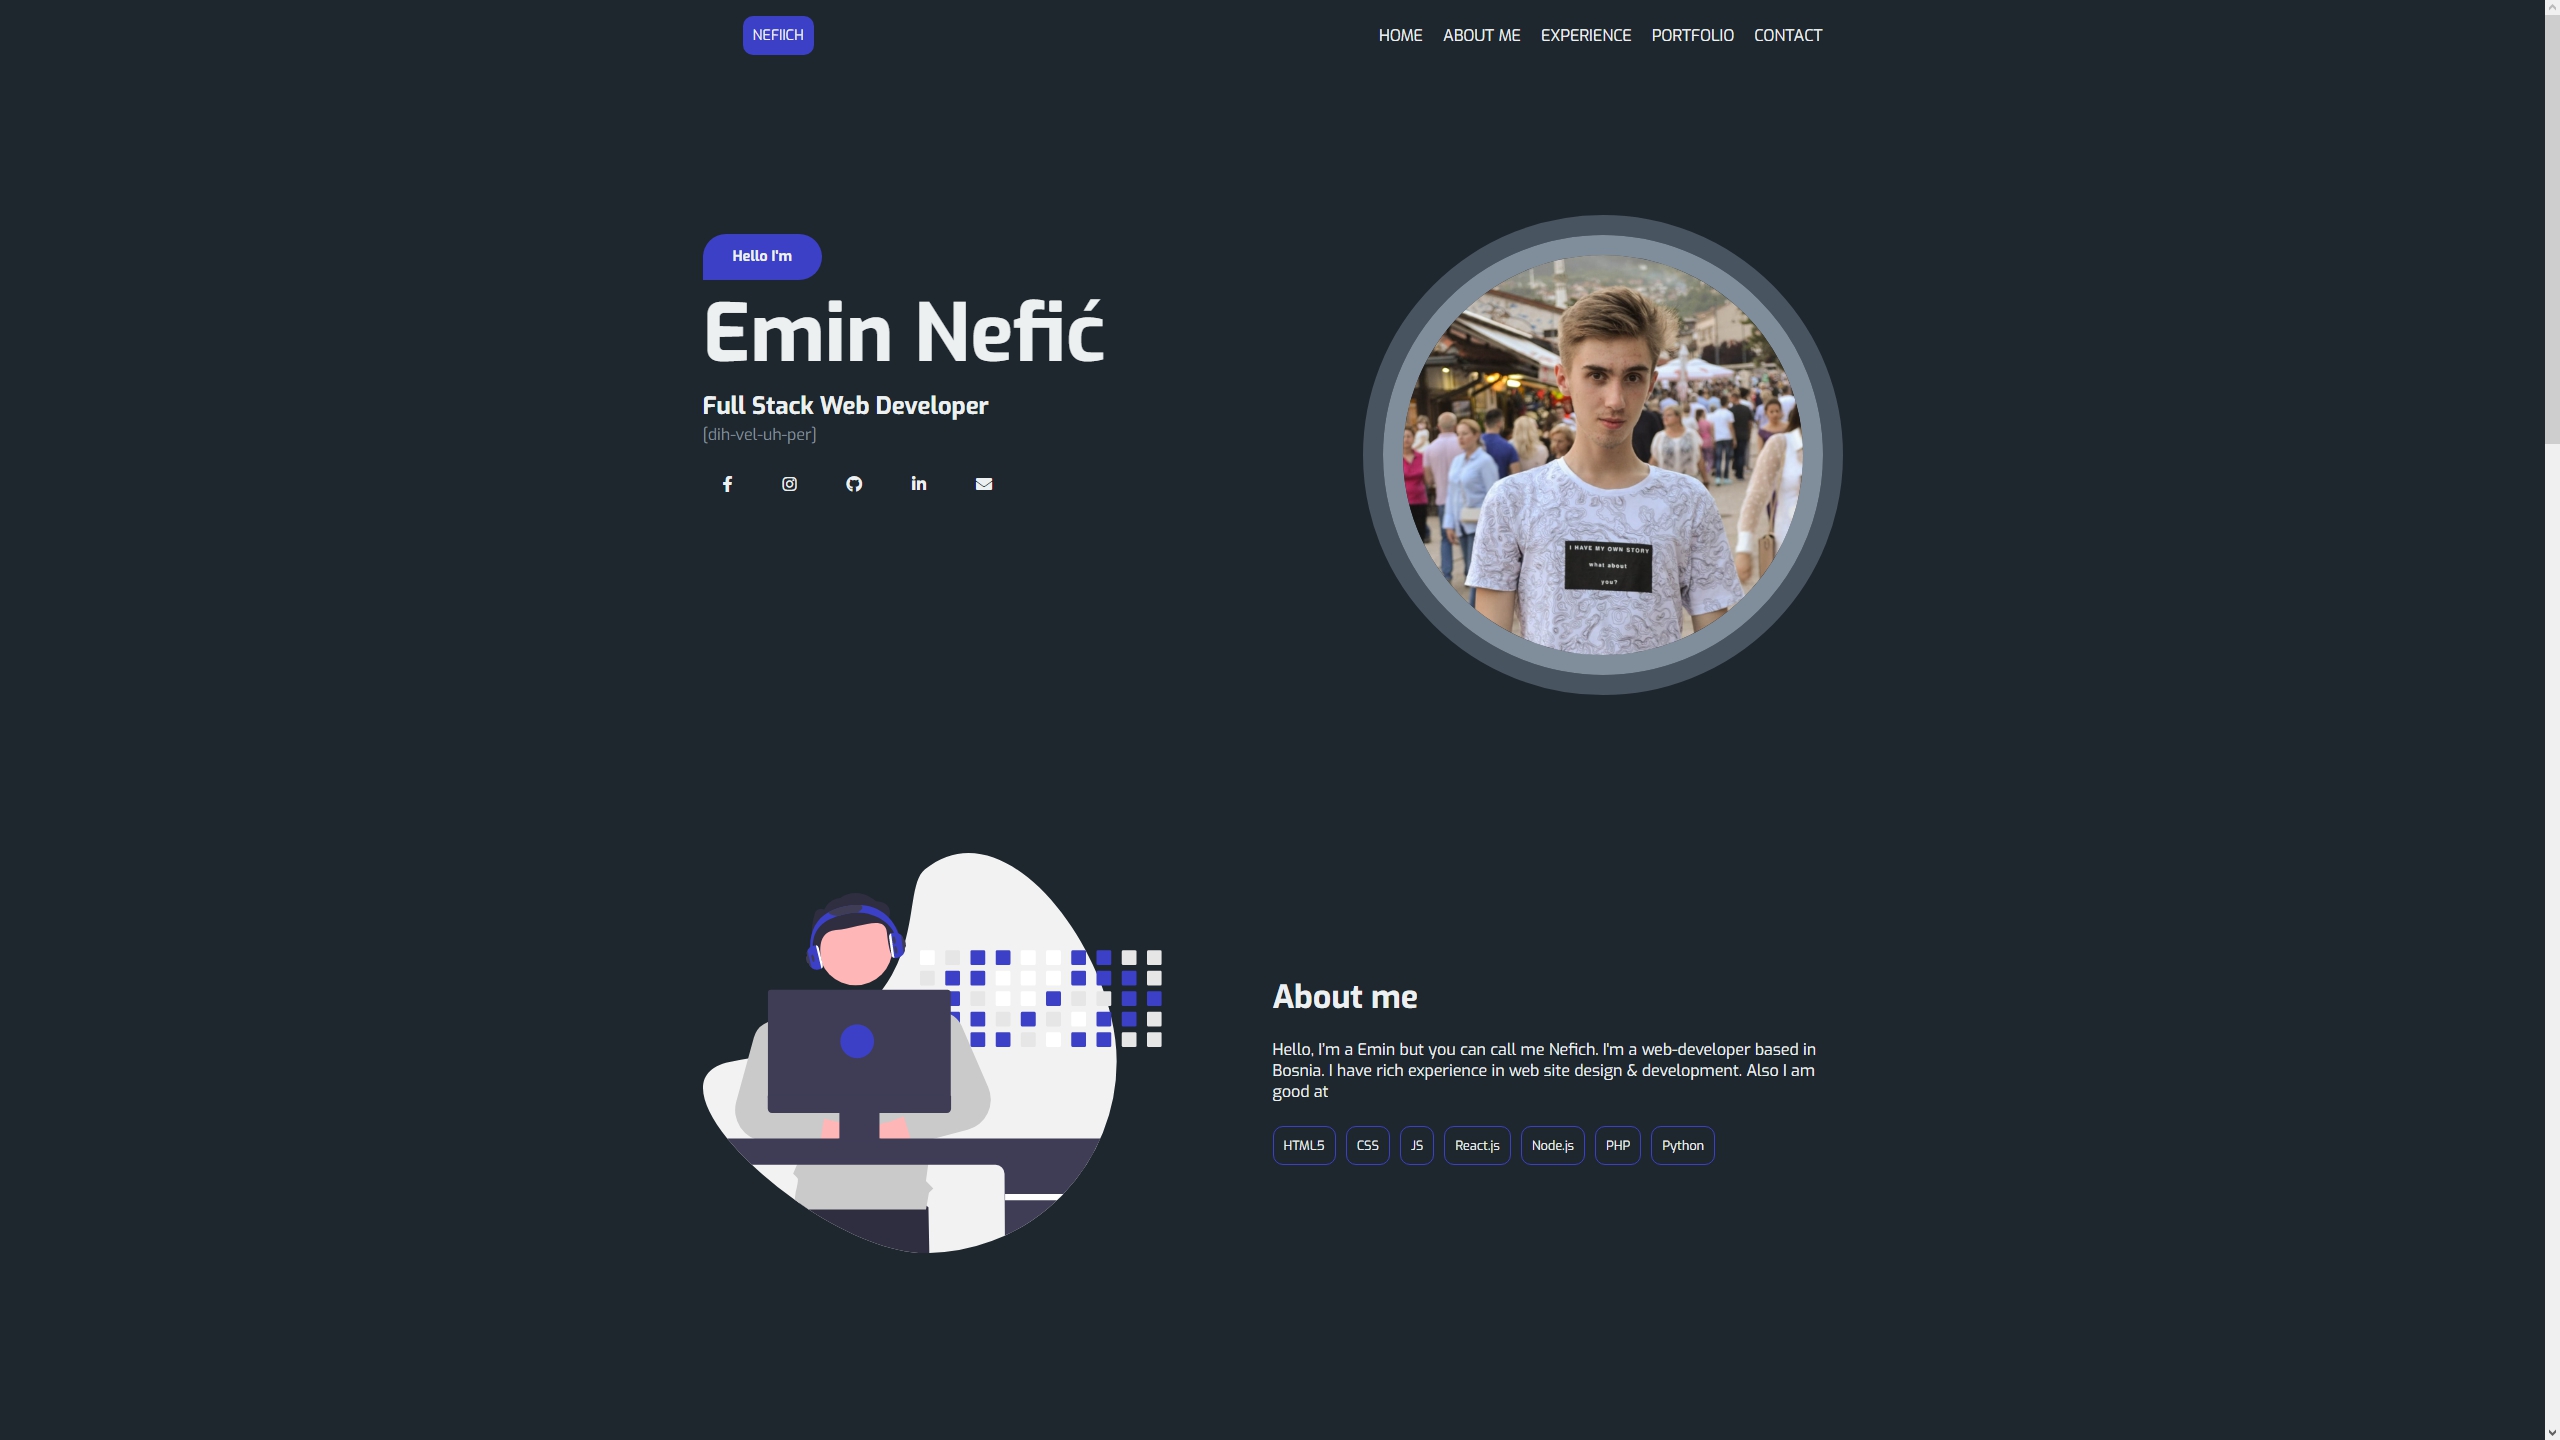 NEFIICH
HOME ABOUT ME EXPERIENCE PORTFOLIO CONTACT
Hello I'm
Emin Nefić
Full Stack Web Developer
[dih-vel-uh-per]
I HAVE MY OWN STORY
what about
you?
About me
Hello, I'm a Emin but you can call me Nefich. I'm a web-developer based in
Bosnia. I have rich experience in web site design & development. Also I am
good at
HTML5 CSS JS React.js Node.js PHP Python